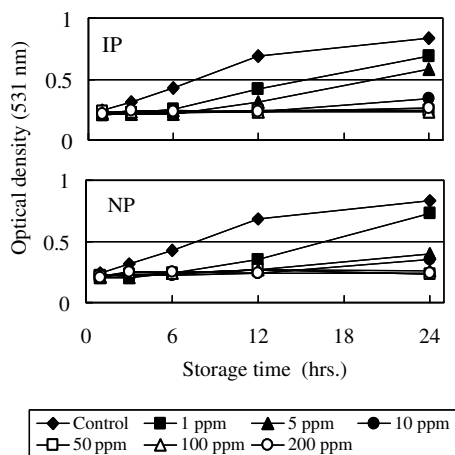 1
IP
0.5
0
1
NP
0.5
0
0 6 12 18 24
Optical density (531 nm)
Storage time (hrs.)
Control 1 ppm 5 ppm 10 ppm
50 ppm 100 ppm 200 ppm